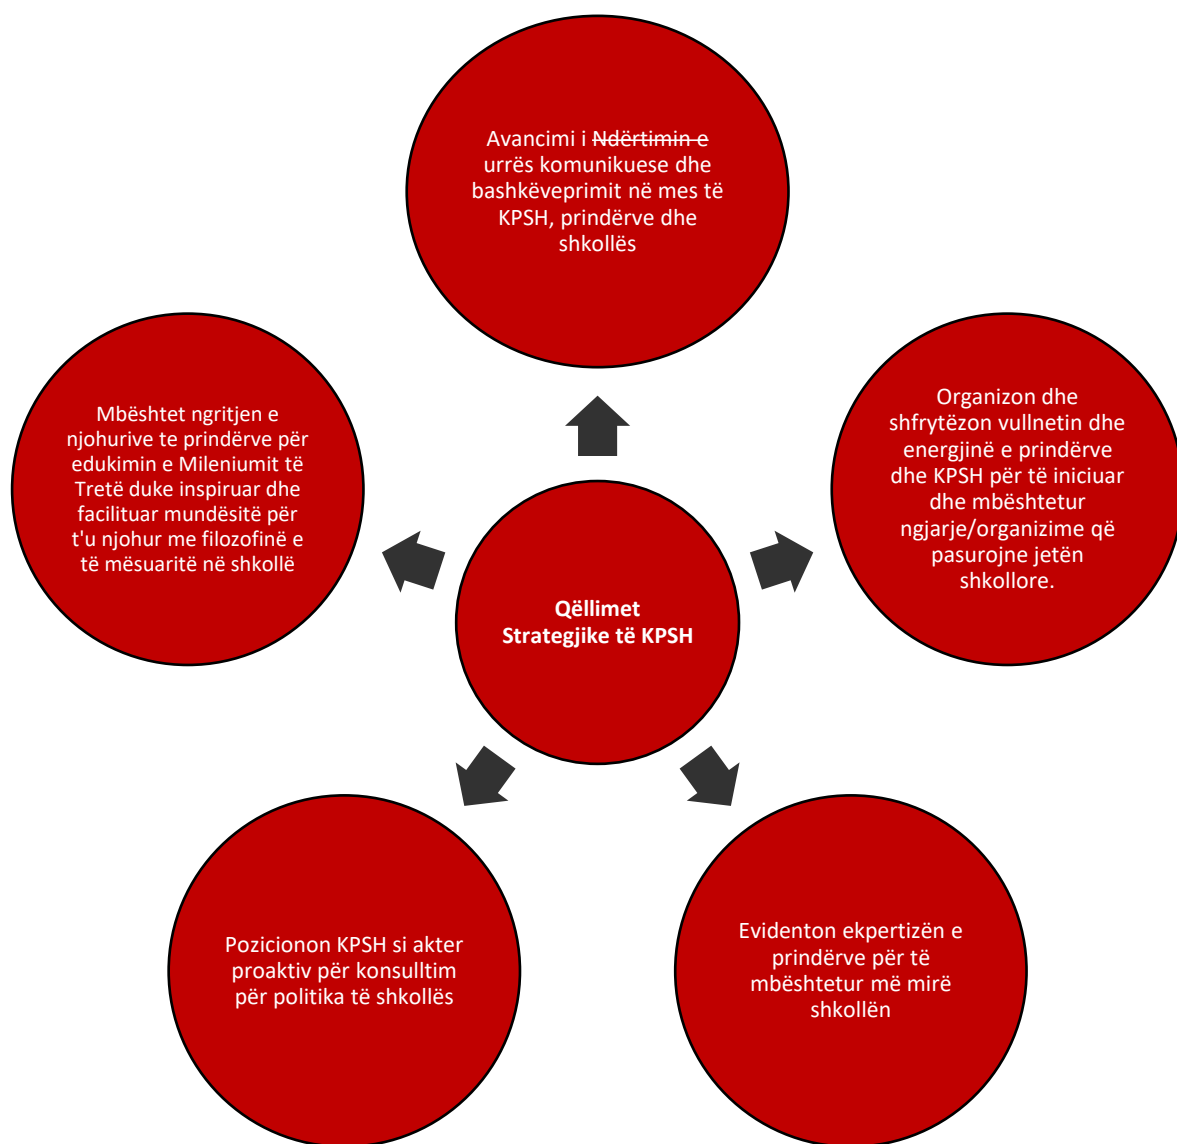 Avancimi i Ndërtimin e
urrës komunikuese dhe
bashkëveprimit në mes të
KPSH, prindërve dhe
shkollës
Organizon dhe
shfrytëzon vullnetin dhe
energjinë e prindërve
dhe KPSH për të iniciuar
dhe mbështetur
ngjarje/organizime që
pasurojne jetën
shkollore.
Mbështet ngritjen e
njohurive te prindërve për
edukimin e Mileniumit të
Tretë duke inspiruar dhe
facilituar mundësitë për
t'u njohur me filozofinë e
të mësuaritë në shkollë
Qëllimet
Strategjike të KPSH
Pozicionon KPSH si akter
proaktiv për konsulltim
për politika të shkollës
Evidenton ekpertizën e
prindërve për të
mbështetur më mirë
shkollën